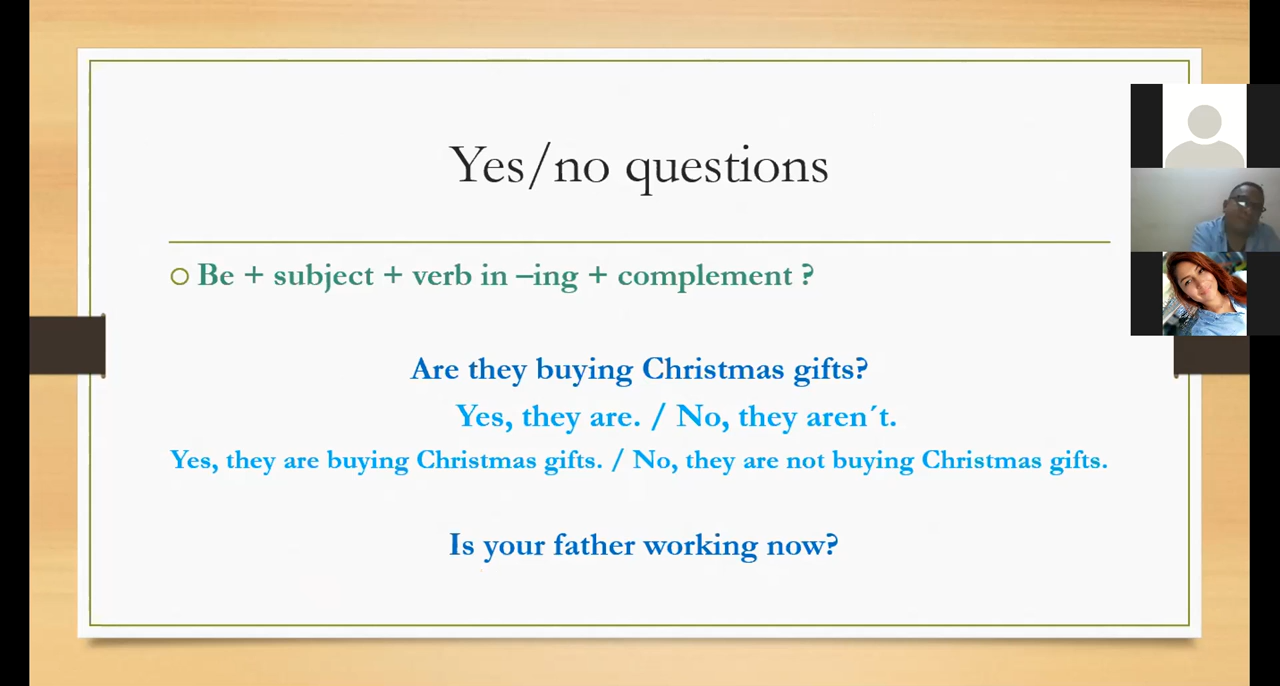 Yes/no questions
Be + subject + verb in –ing + complement ?
Are they buying Christmas gifts?
Yes, they are. / No, they aren´t.
Yes, they are buying Christmas gifts. / No, they are not buying Christmas gifts.
Is your father working now?